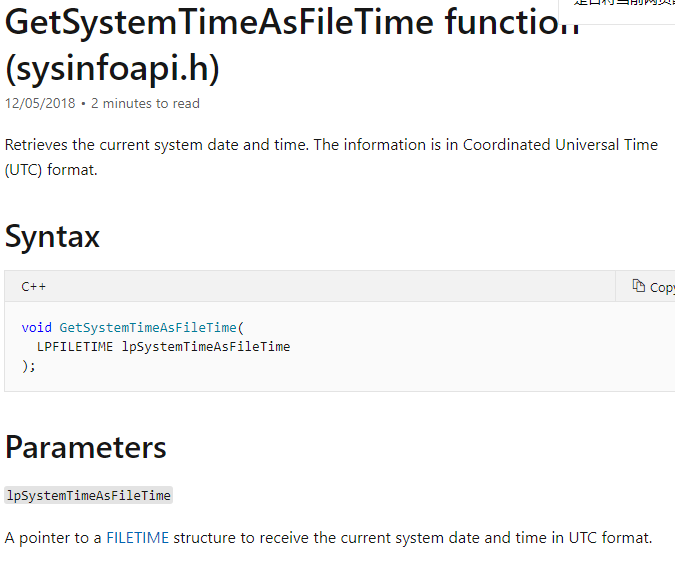 GetSystemTimeAsFileTime function
(sysinfoapi.h)
12/05/2018 • 2 minutes to read
Retrieves the current system date and time. The information is in Coordinated Universal Time
(UTC) format.
Syntax
C++
Copy
void GetSystemTimeAsFileTime(
  LPFILETIME lpSystemTimeAsFileTime
);
Parameters
lpSystemTimeAsFileTime
A pointer to a FILETIME structure to receive the current system date and time in UTC format.